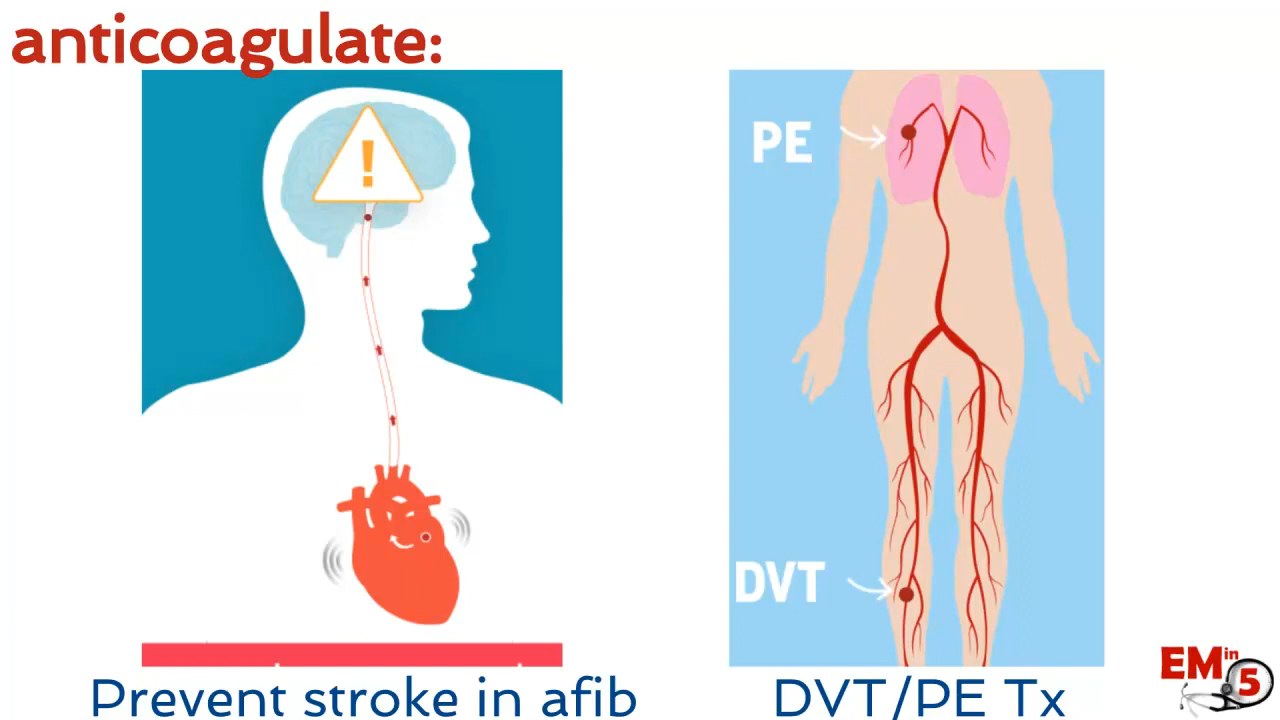 anticoagulate:
!
PE
DVT
Prevent stroke in afib
DVT/PE Tx
EM in 5